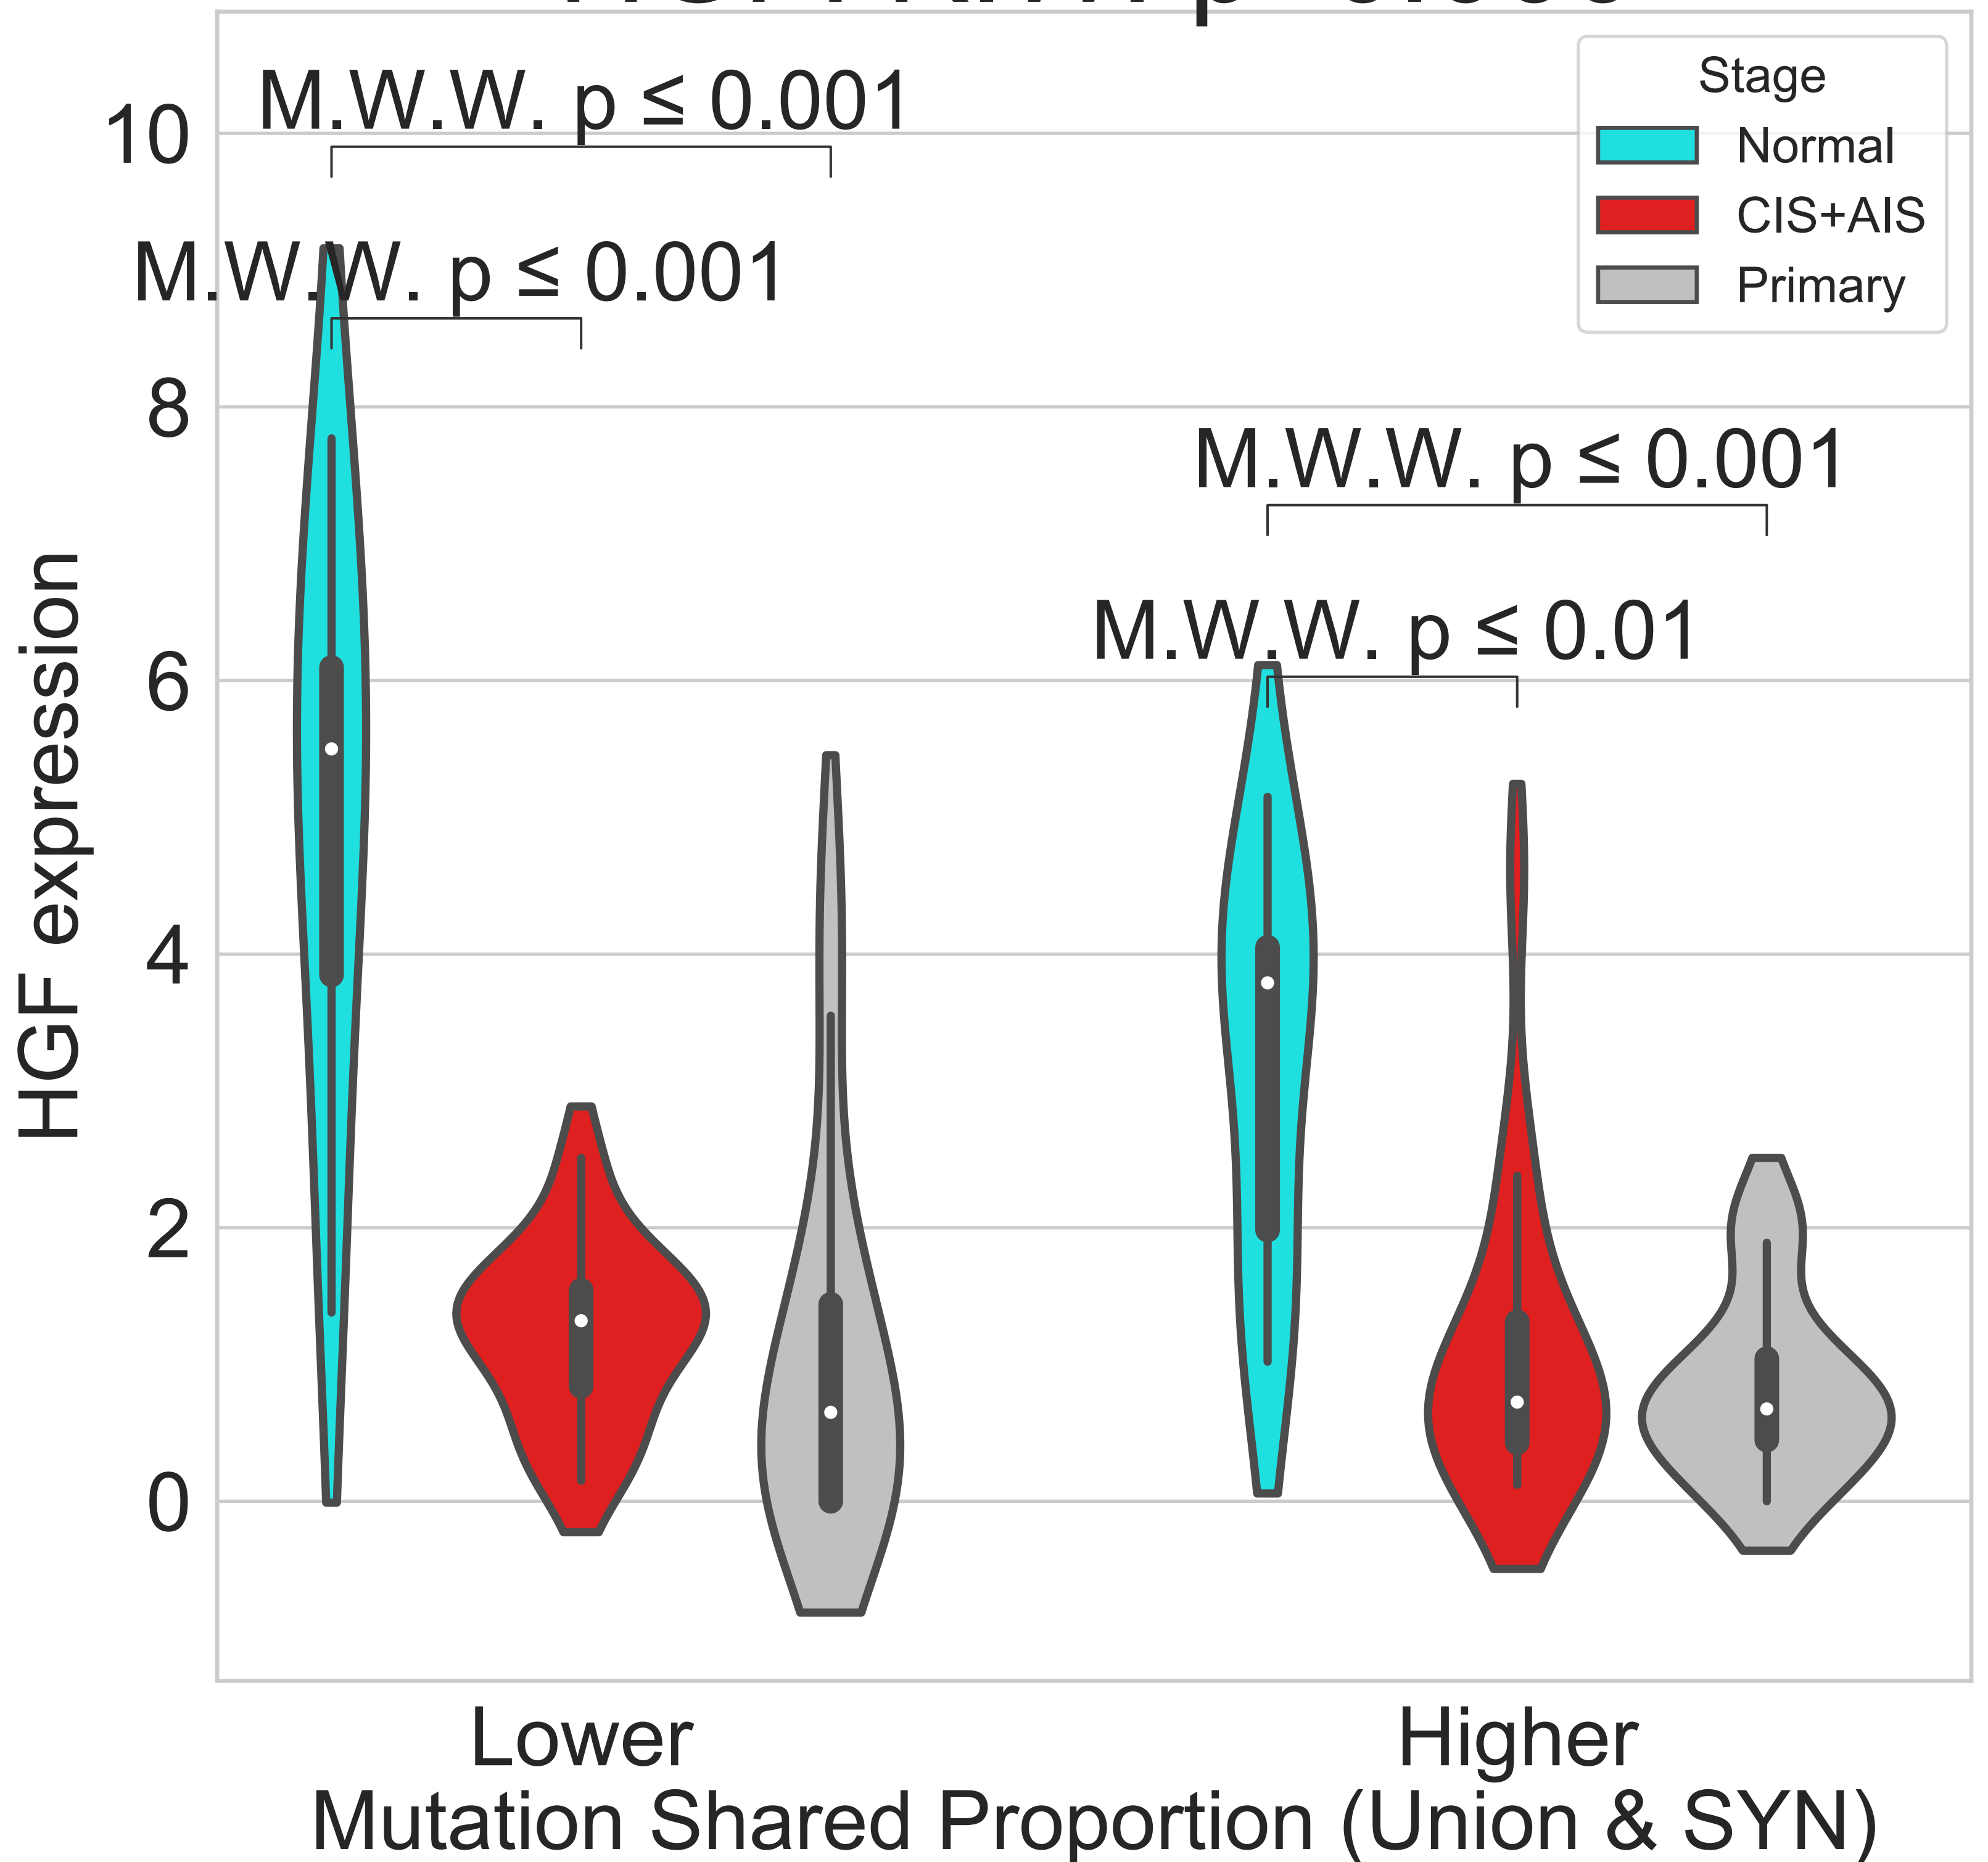 M.W.W. p ≤ 0.001
M.W.W. p ≤ 0.001
M.W.W. p ≤ 0.001
M.W.W. p ≤ 0.01
Stage
Normal
CIS+AIS
Primary
HGF expression
10
8
6
4
2
0
Lower
Higher
Mutation Shared Proportion (Union & SYN)